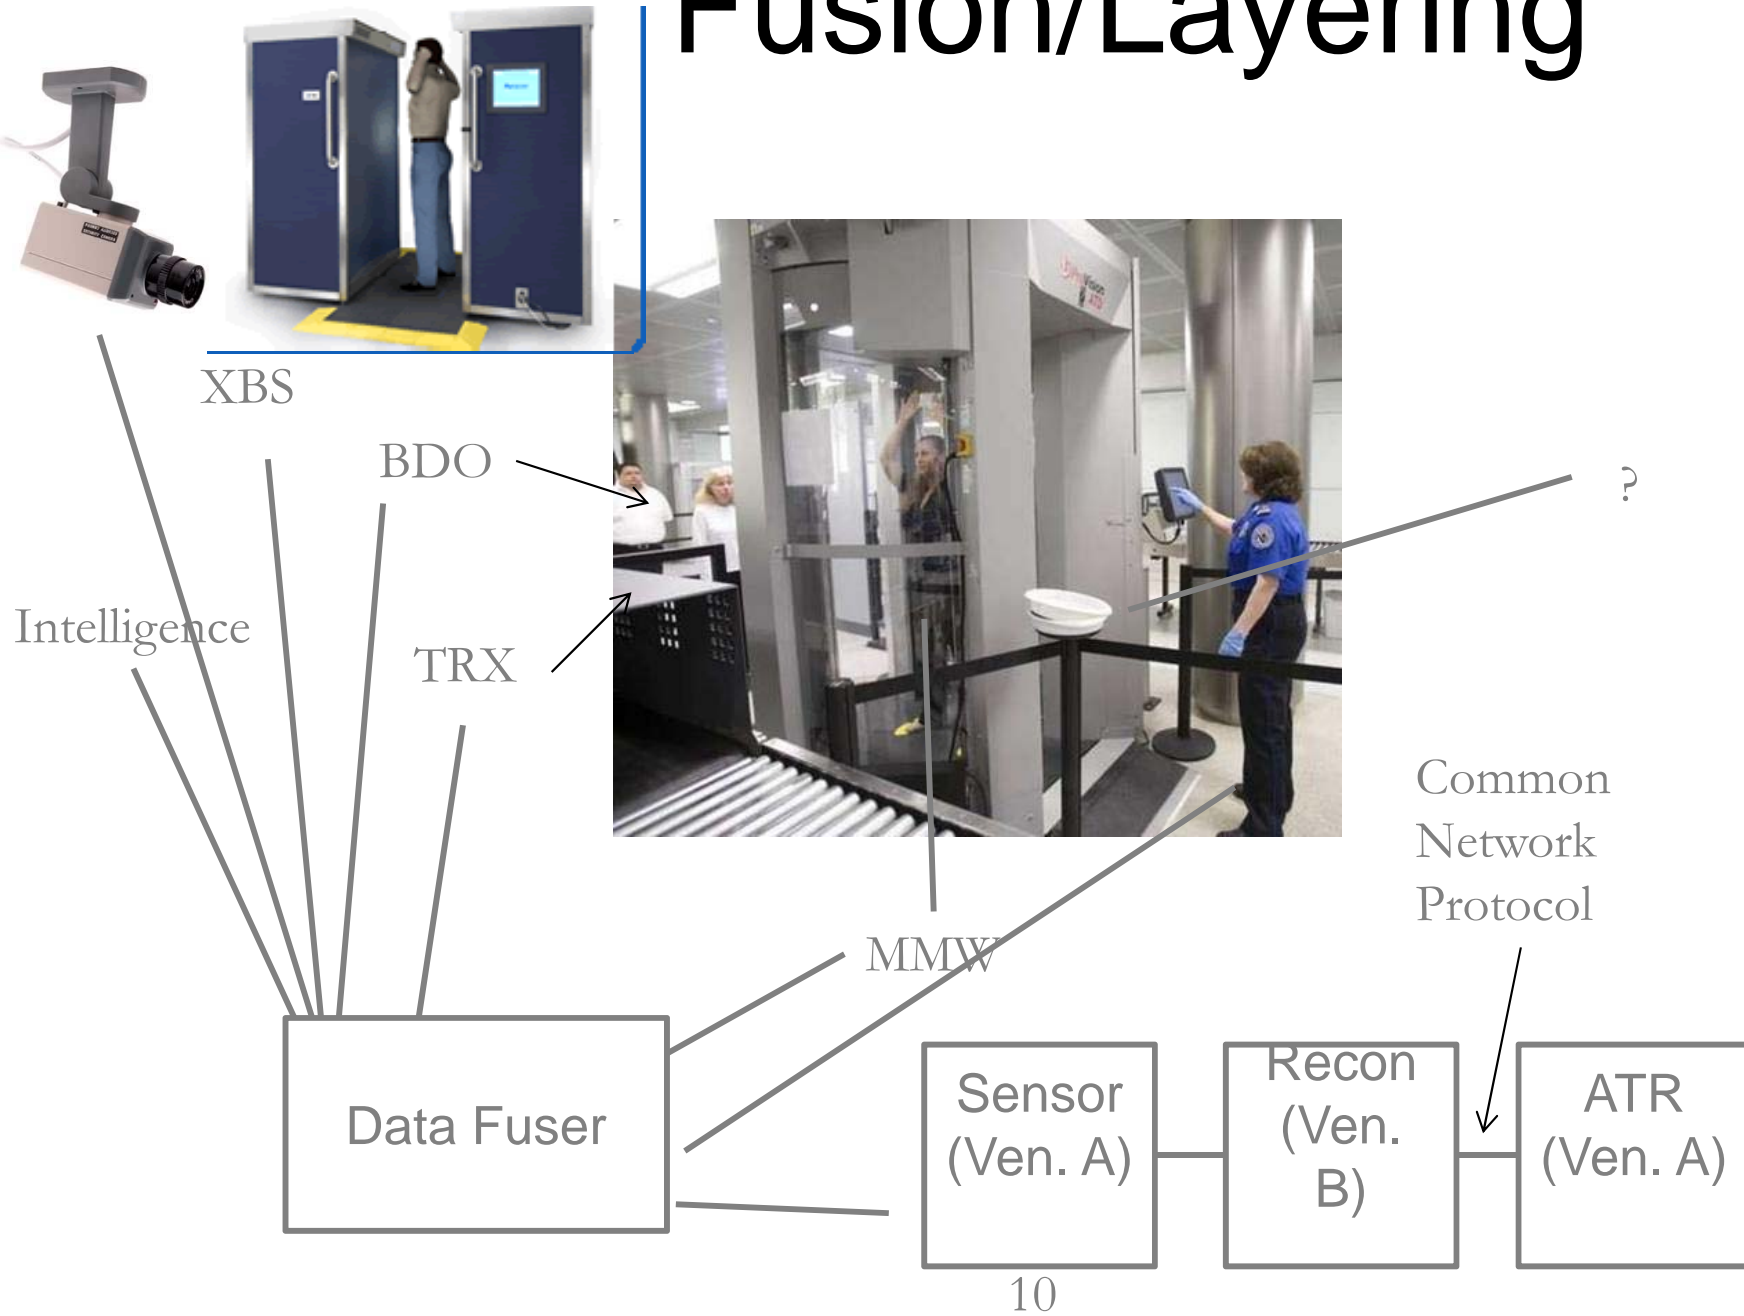 Fusion/Layering
XBS
BDO
?
Intelligence
TRX
Common
Network
Protocol
MMW
Data Fuser
Sensor
(Ven. A)
Recon
(Ven.
B)
ATR
(Ven. A)
10